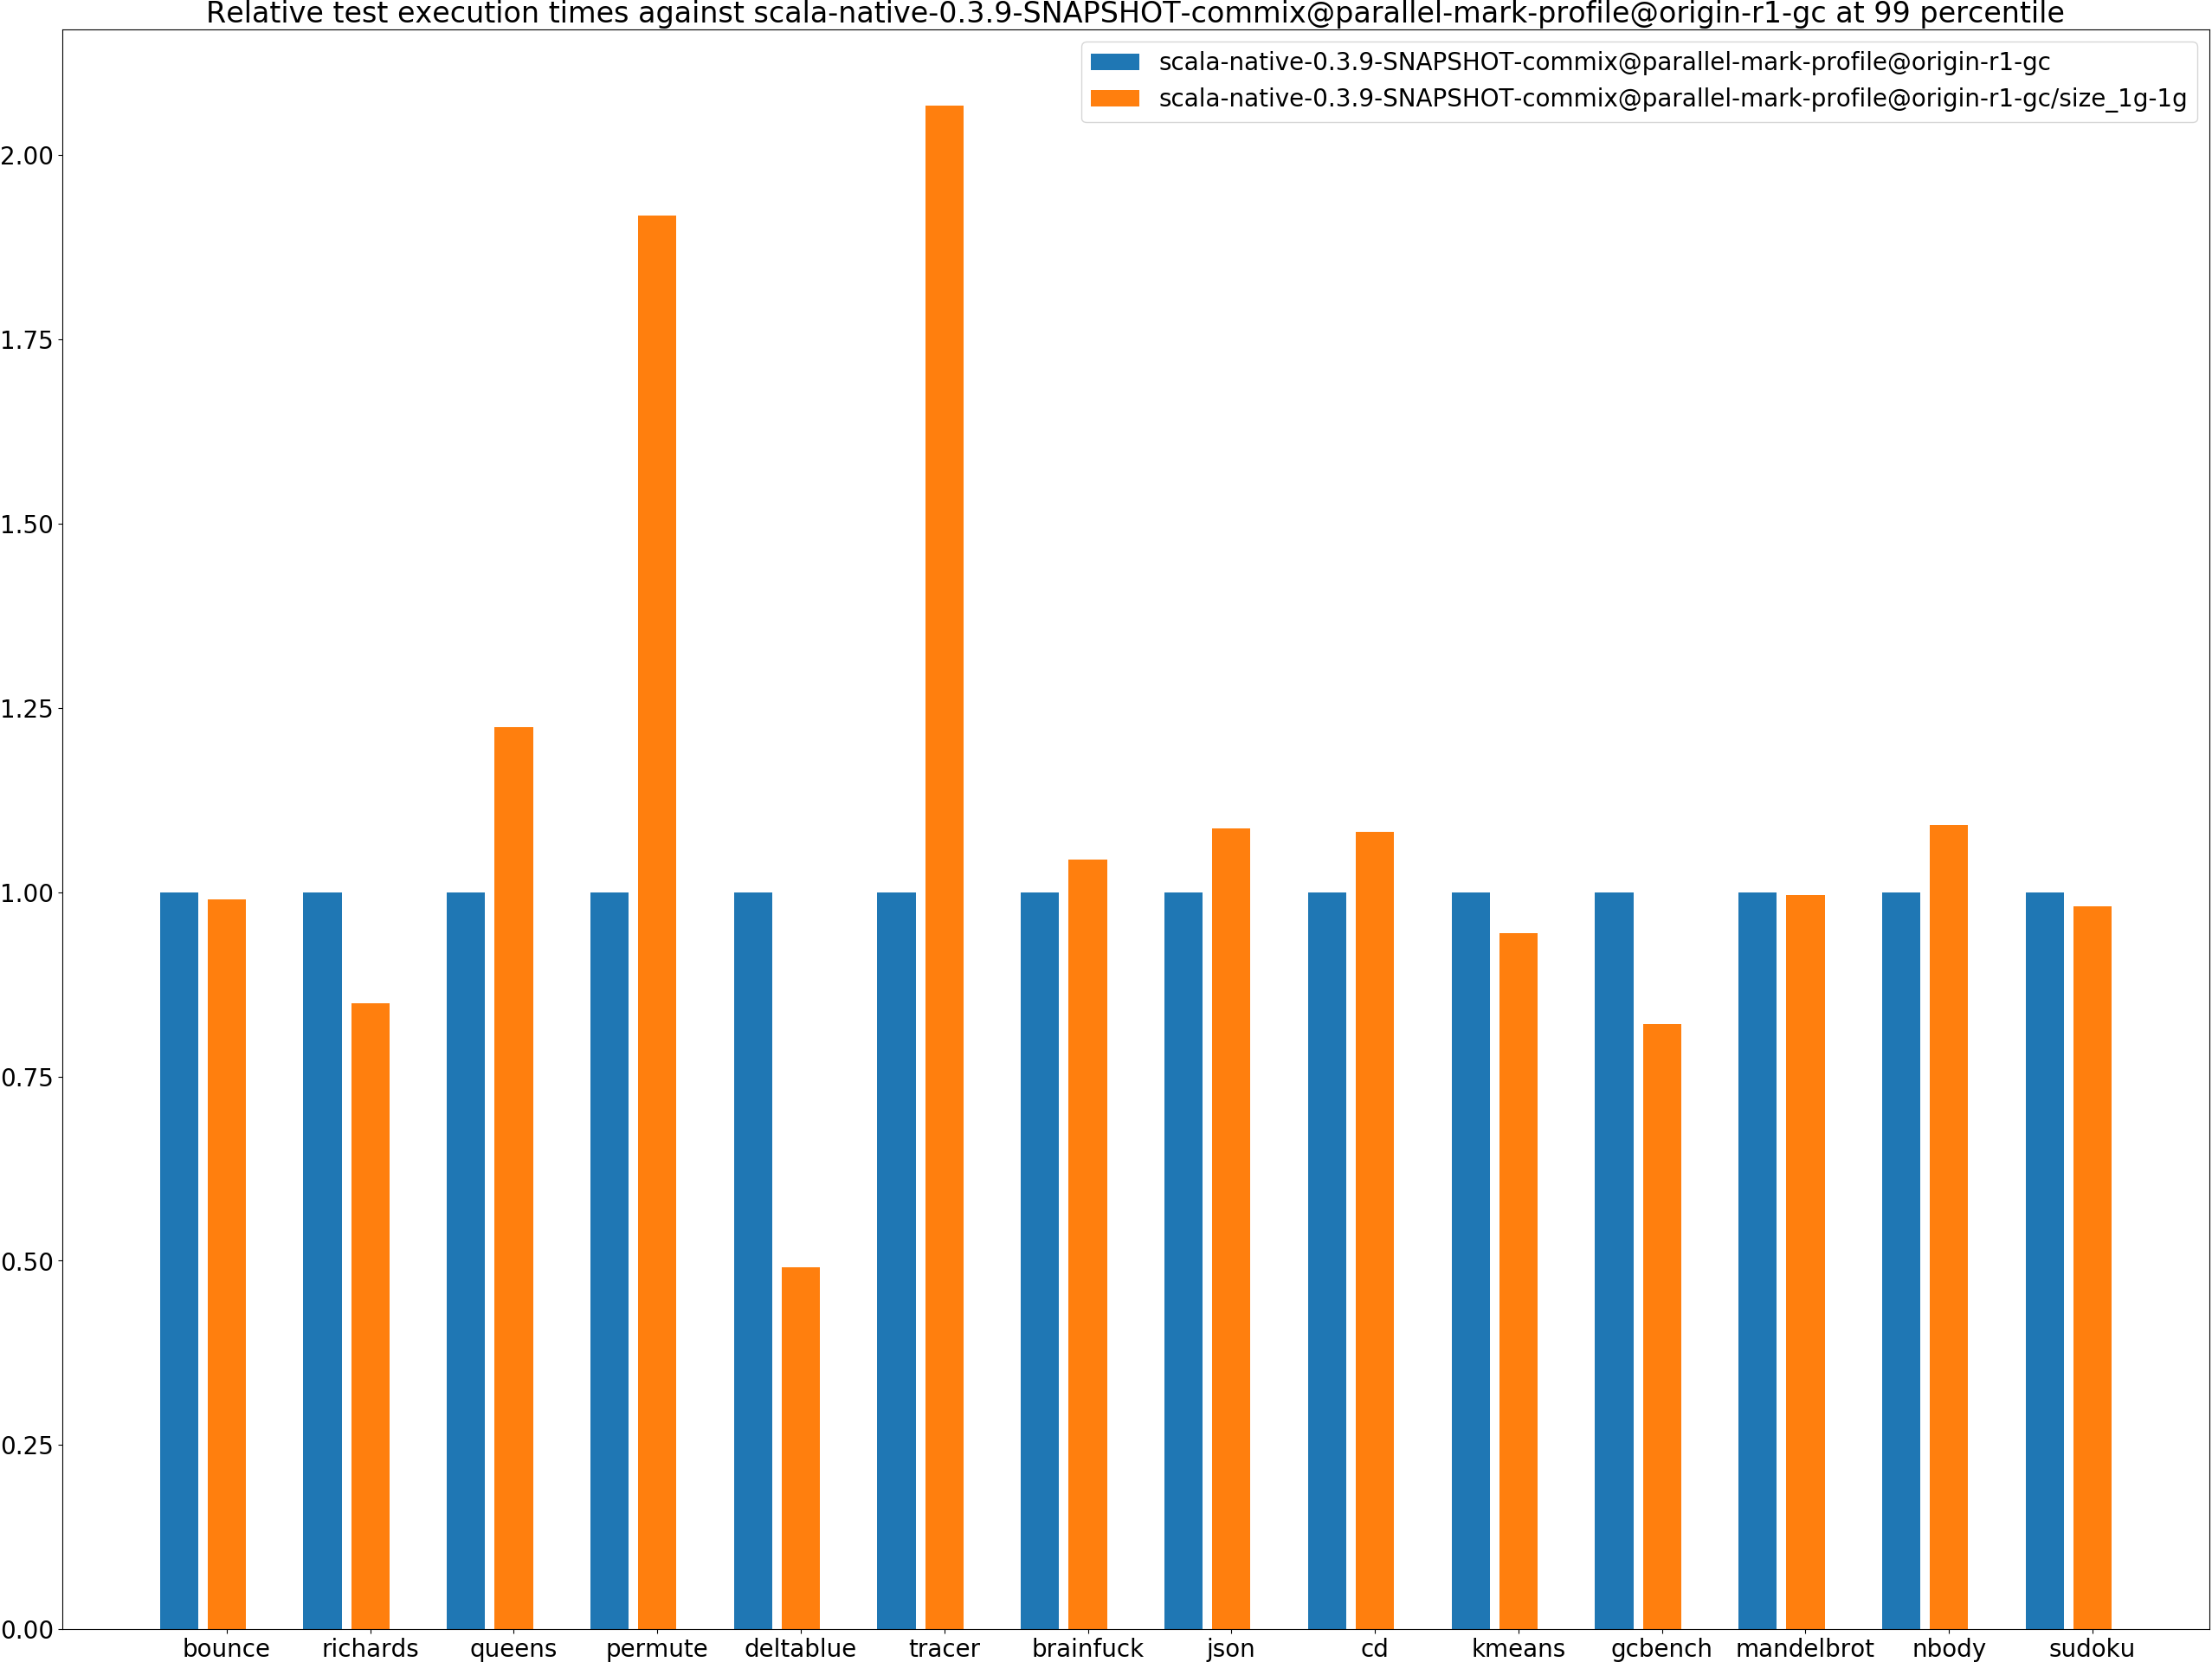 Relative test execution times against scala-native-0.3.9-SNAPSHOT-commix@parallel-mark-profile@origin-r1-gc at 99 percentile
scala-native-0.3.9-SNAPSHOT-commix@parallel-mark-profile@origin-r1-gc
scala-native-0.3.9-SNAPSHOT-commix@parallel-mark-profile@origin-r1-gc/size_1g-1g
2.00
1.75
1.50
1.25
1.00
0.75
0.50
0.25
0.00
bounce richards queens permute deltablue tracer brainfuck json cd kmeans gcbench mandelbrot nbody sudoku